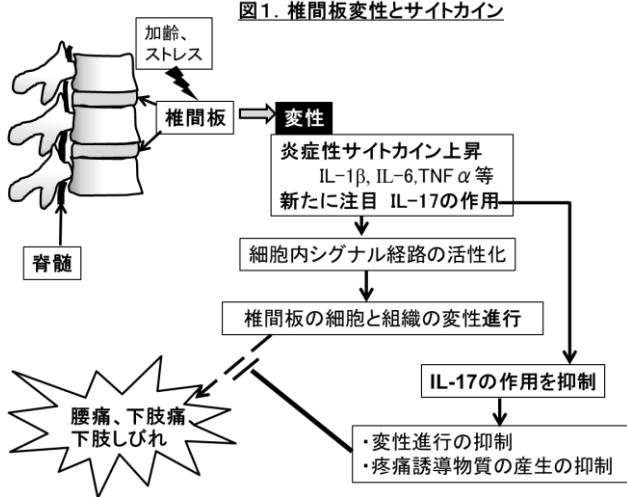 図1. 椎間板変性とサイトカイン
加齢、
ストレス
椎間板
変性
炎症性サイトカイン上昇
IL-1β, IL-6,TNFα等
新たに注目 IL-17の作用
脊髄
細胞内シグナル経路の活性化
椎間板の細胞と組織の変性進行
腰痛、下肢痛
下肢しびれ
IL-17の作用を抑制
・変性進行の抑制
・疼痛誘導物質の産生の抑制